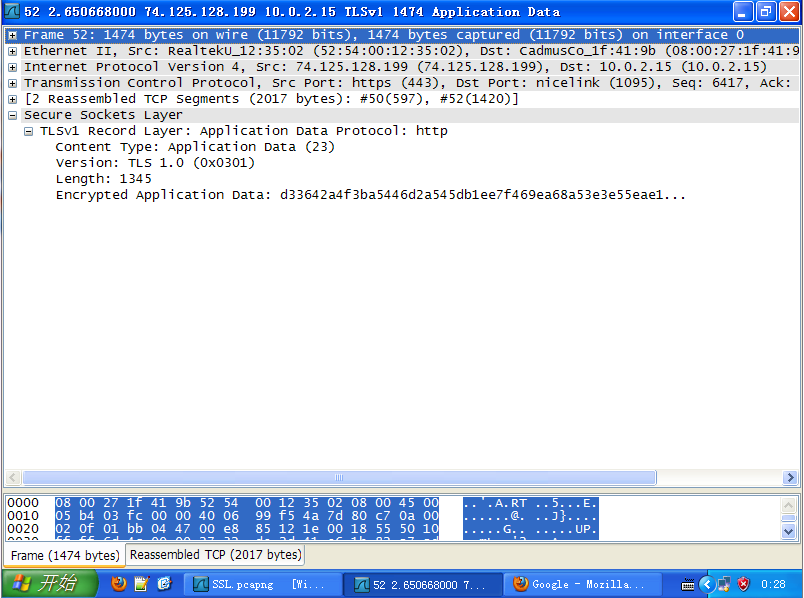 52 2.650668000 74.125.128.199 10.0.2.15 TLSv1 1474 Application Data
Frame 52: 1474 bytes on wire (11792 bits), 1474 bytes captured (11792 bits) on interface 0
Ethernet II, Src: RealtekU_12:35:02 (52:54:00:12:35:02), Dst: CadmusCo_1f:41:9b (08:00:27:1f:41:9
Internet Protocol Version 4, Src: 74.125.128.199 (74.125.128.199), Dst: 10.0.2.15 (10.0.2.15)
Transmission Control Protocol, Src Port: https (443), Dst Port: nicelink (1095), Seq: 6417, Ack:
[2 Reassembled TCP Segments (2017 bytes): #50(597), #52(1420)]
Secure Sockets Layer
TLSv1 Record Layer: Application Data Protocol: http
Content Type: Application Data (23)
Version: TLS 1.0 (0x0301)
Length: 1345
Encrypted Application Data: d33642a4f3ba5446d2a545db1ee7f469ea68a53e3e55eae1...
0000 08 00 27 1f 41 9b 52 54 00 12 35 02 08 00 45 00 ..'.A.RT ..5...E.
0010 05 b4 03 fc 00 00 40 06 99 f5 4a 7d 80 c7 0a 00 ......@. ..J}....
0020 02 0f 01 bb 04 47 00 e8 85 12 1e 00 18 55 50 10 .....G.. .....UP.
Frame (1474 bytes) Reassembled TCP (2017 bytes)
开始 SSL.pcapng [Wi... 52 2.650668000 7... Google - Mozilla... 0:28